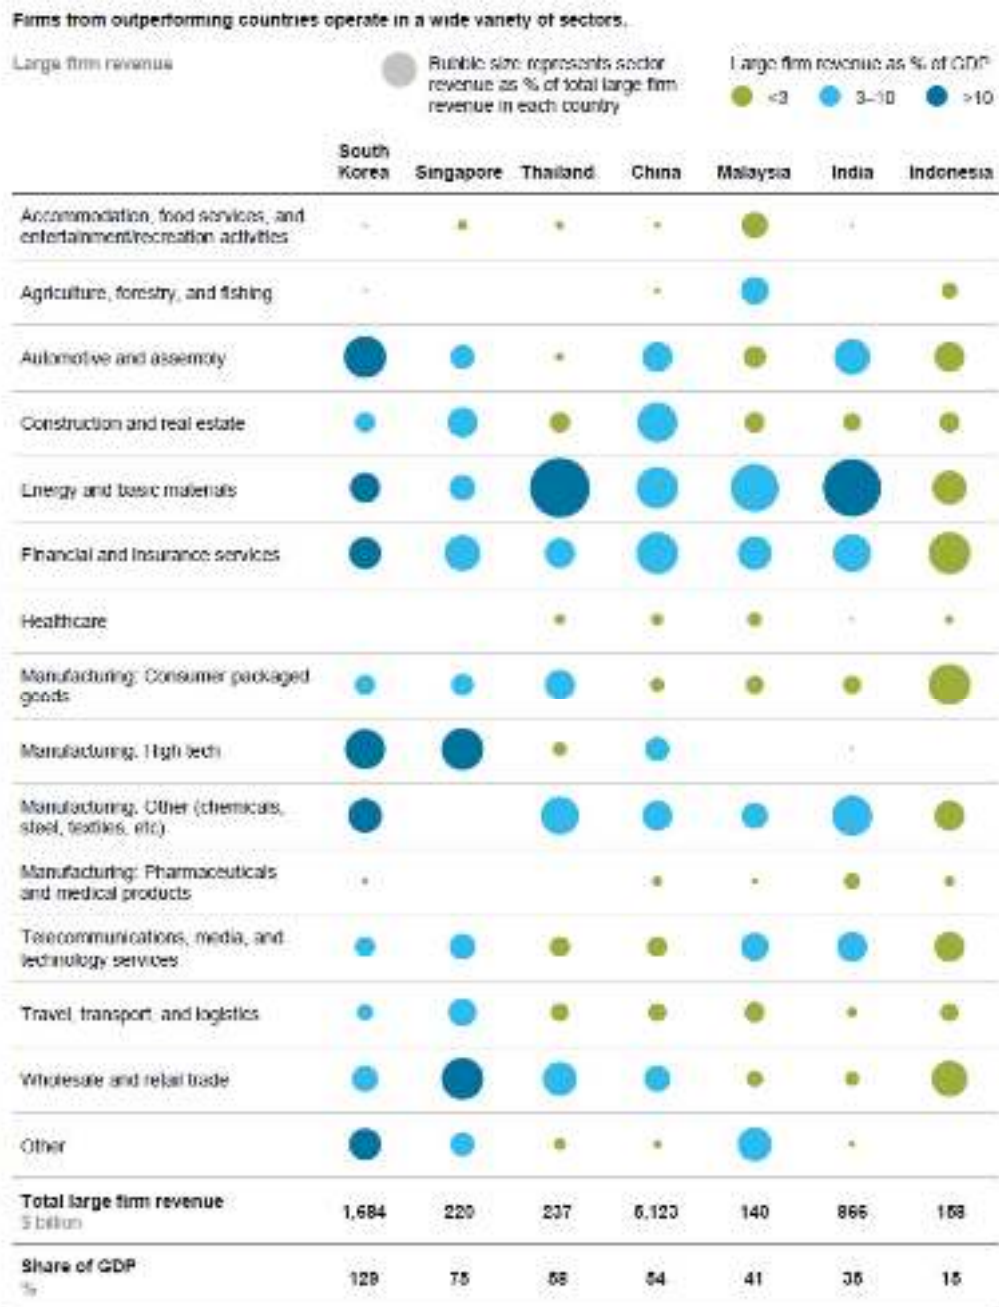 Firms from outperforming countries operate in a wide variety of sectors.
Large firm revenue
Bubble size represents sector
revenue as % of total large firm
revenue in each country
Large firm revenue as % of GDP
<3 3–10 >10
South
Korea Singapore Thailand China Malaysia India Indonesia
Accommodation, food services, and
entertainment/recreation activities
Agriculture, forestry, and fishing
Automotive and assembly
Construction and real estate
Energy and basic materials
Financial and insurance services
Healthcare
Manufacturing: Consumer packaged
goods
Manufacturing: High tech
Manufacturing: Other (chemicals,
steel, textiles, etc)
Manufacturing: Pharmaceuticals
and medical products
Telecommunications, media, and
technology services
Travel, transport, and logistics
Wholesale and retail trade
Other
Total large firm revenue
$ billion
1,684 220 237 140 866 158
Share of GDP
%
129 75 54 41 15